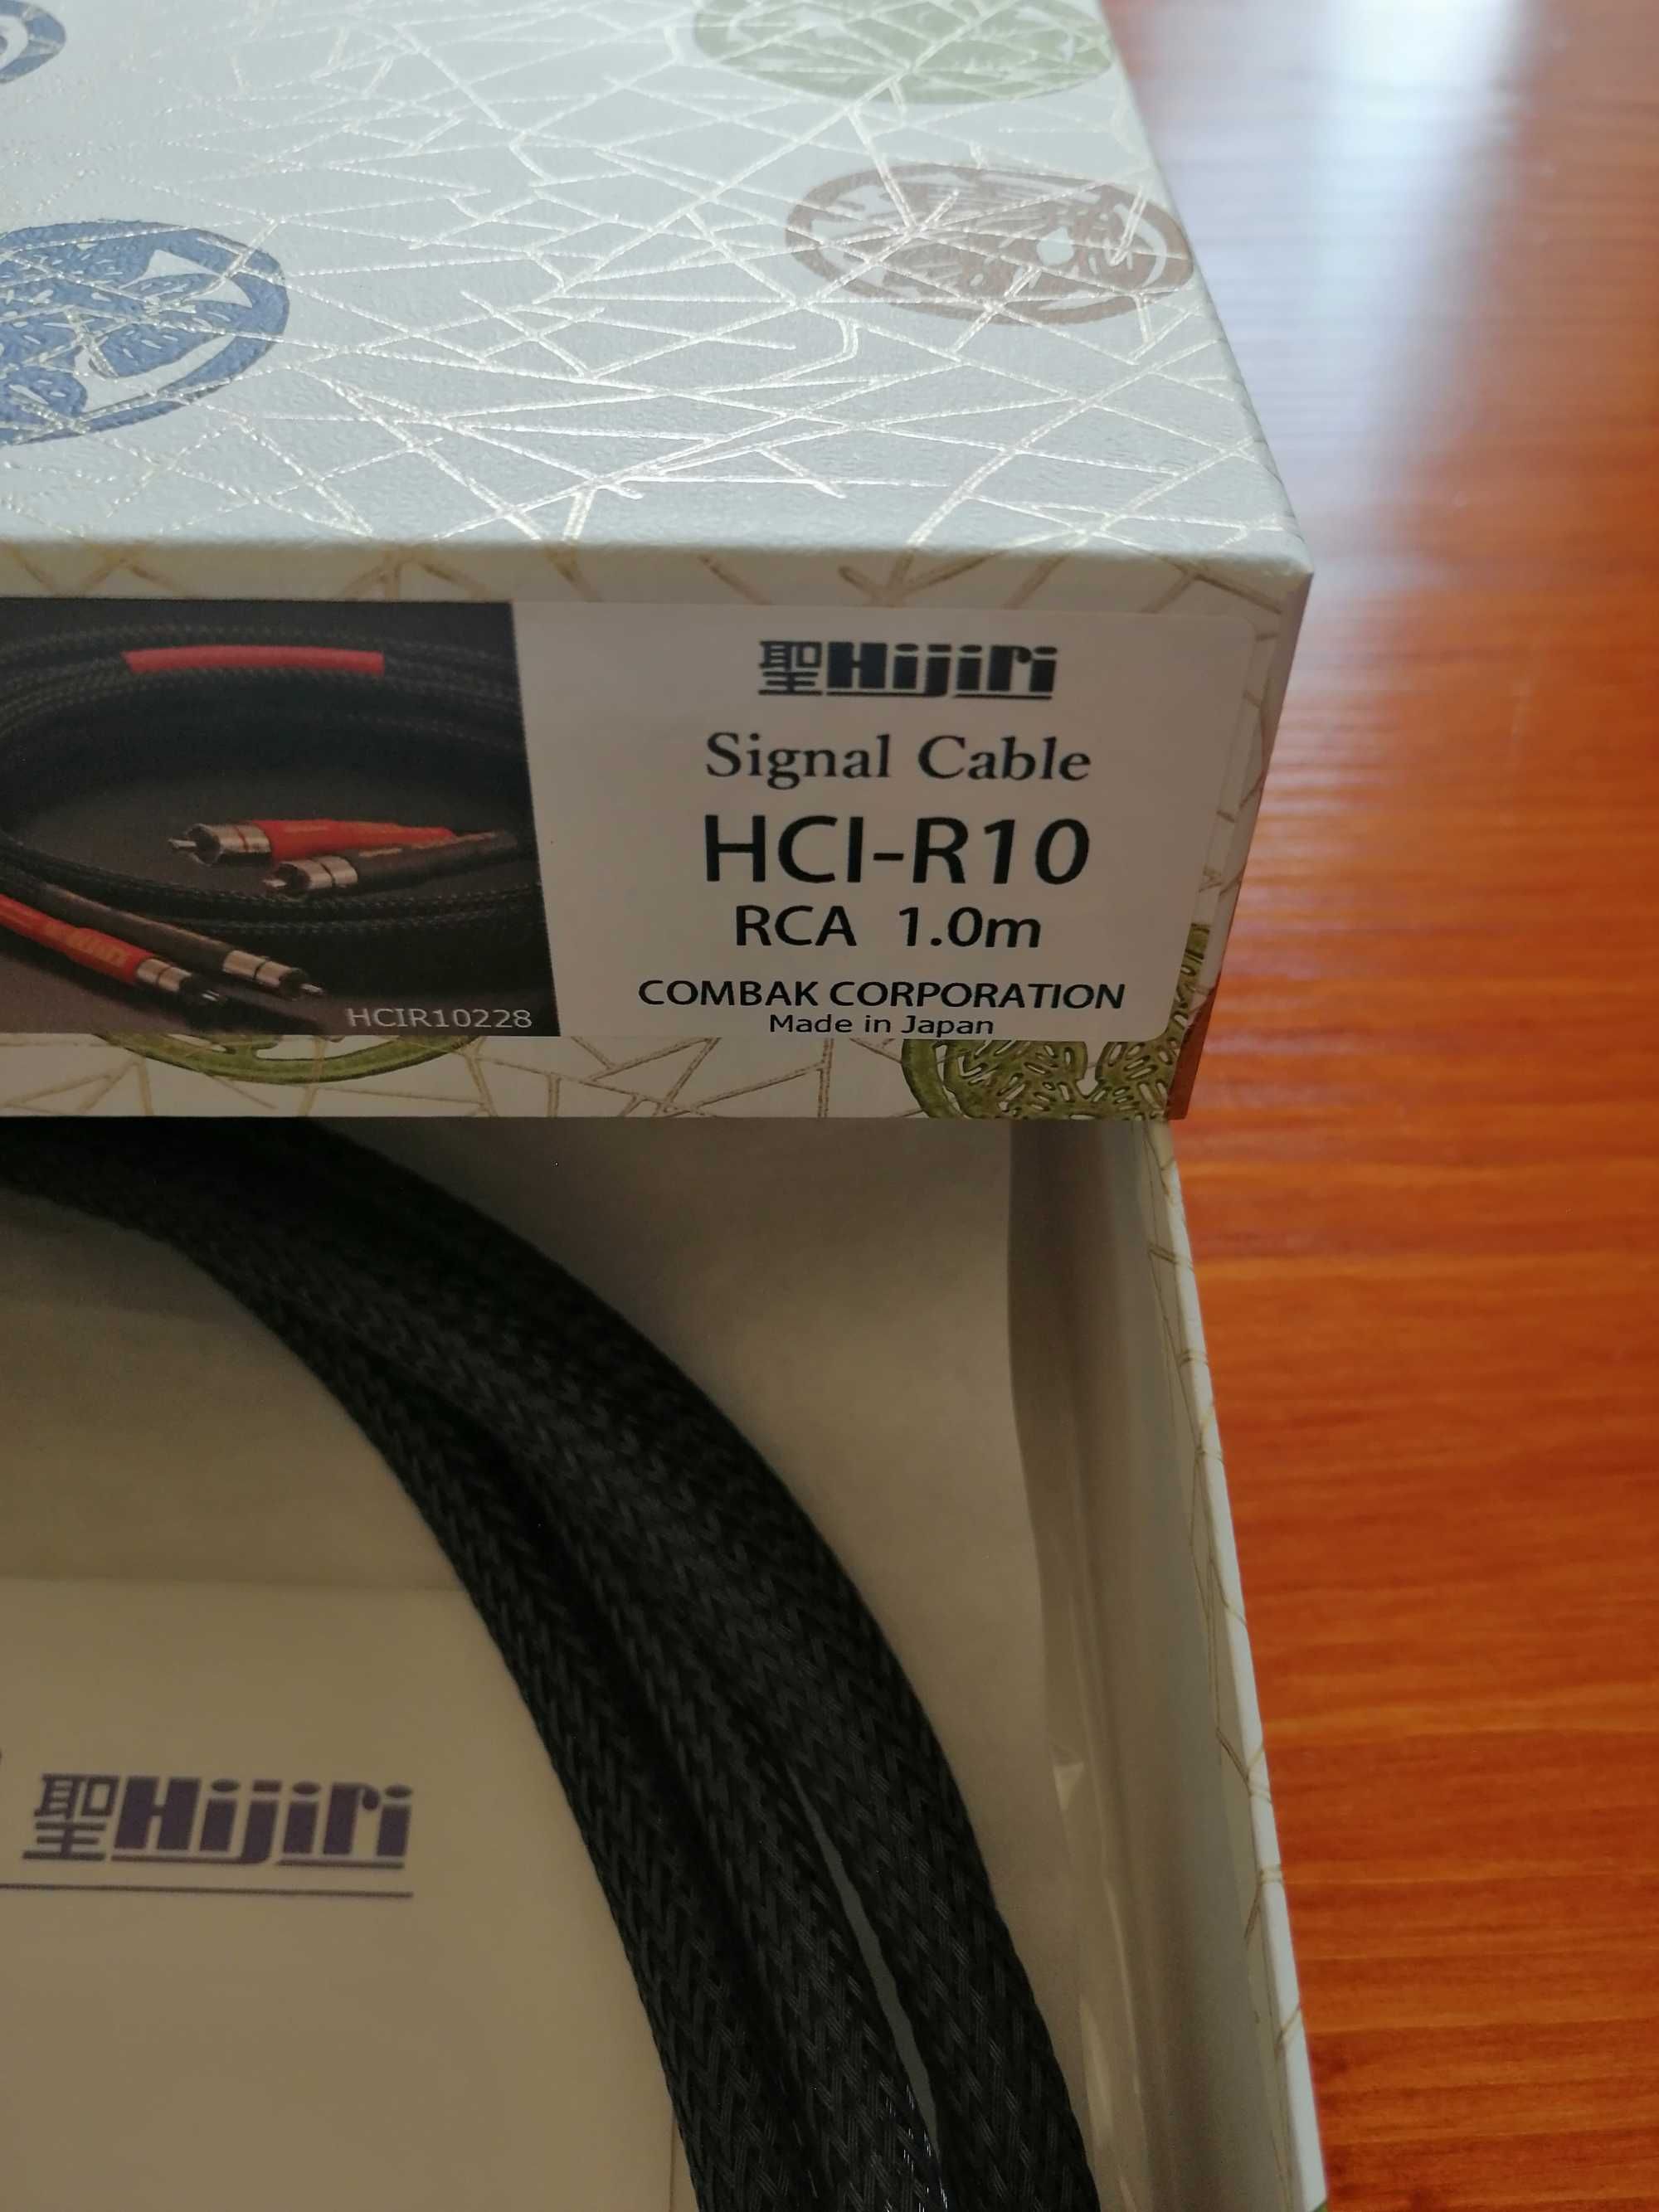 聖Hijiri
Signal Cable
HCI-R10
RCA 1.0m
COMBAK CORPORATION
Made in Japan
HCIR10228
聖Hijiri